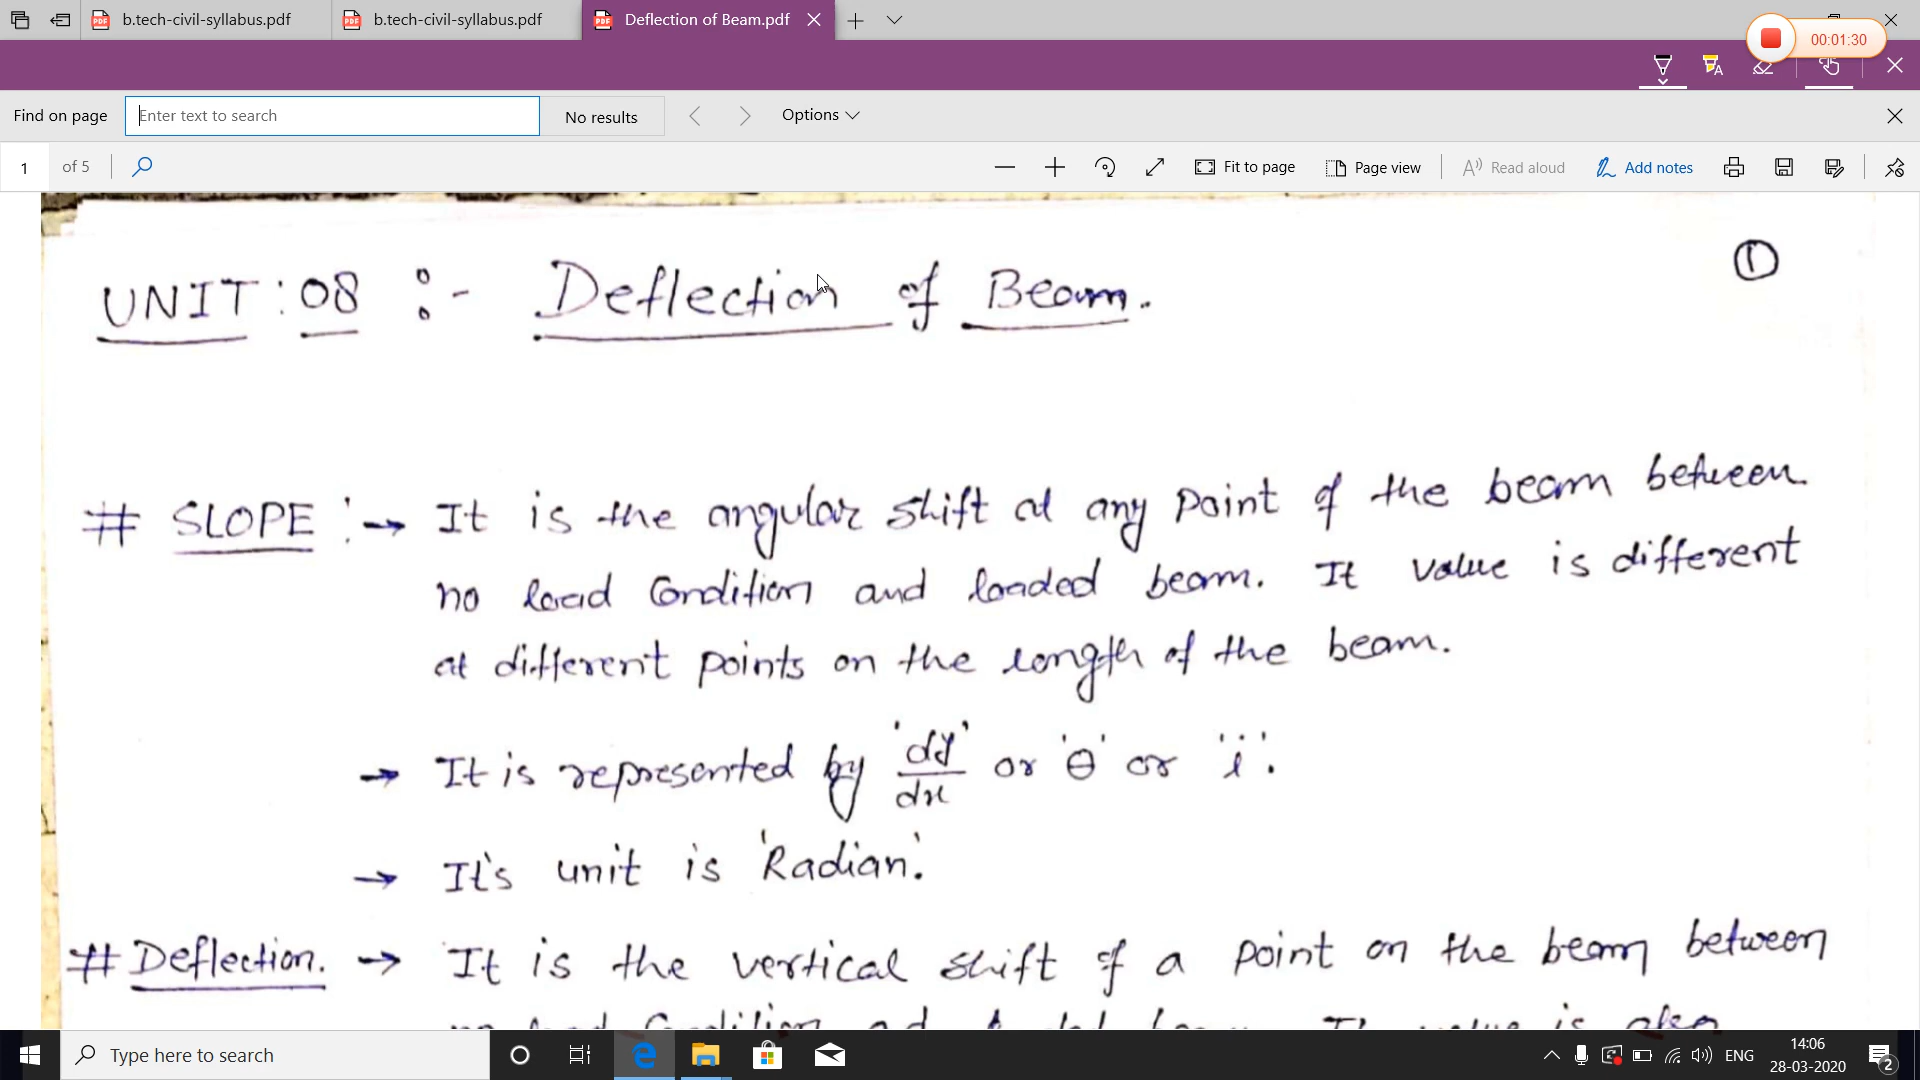 b.tech-civil-syllabus.pdf
b.tech-civil-syllabus.pdf
Deflection of Beam.pdf
00:01:30
Find on page
Enter text to search
No results
Options
1 of 5
Fit to page
Page view
Read aloud
Add notes
1
UNIT:08 :- Deflection of Beam.
# SLOPE :→ It is the angular shift at any point of the beam between
no load Condition and loaded beam. It value is different
at different points on the length of the beam.
→ It is represented by 'dy/dx' or 'θ' or 'i'.
→ It's unit is 'Radian'.
# Deflection. → It is the vertical shift of a point on the beam between
Type here to search
ENG
14:06
28-03-2020
2